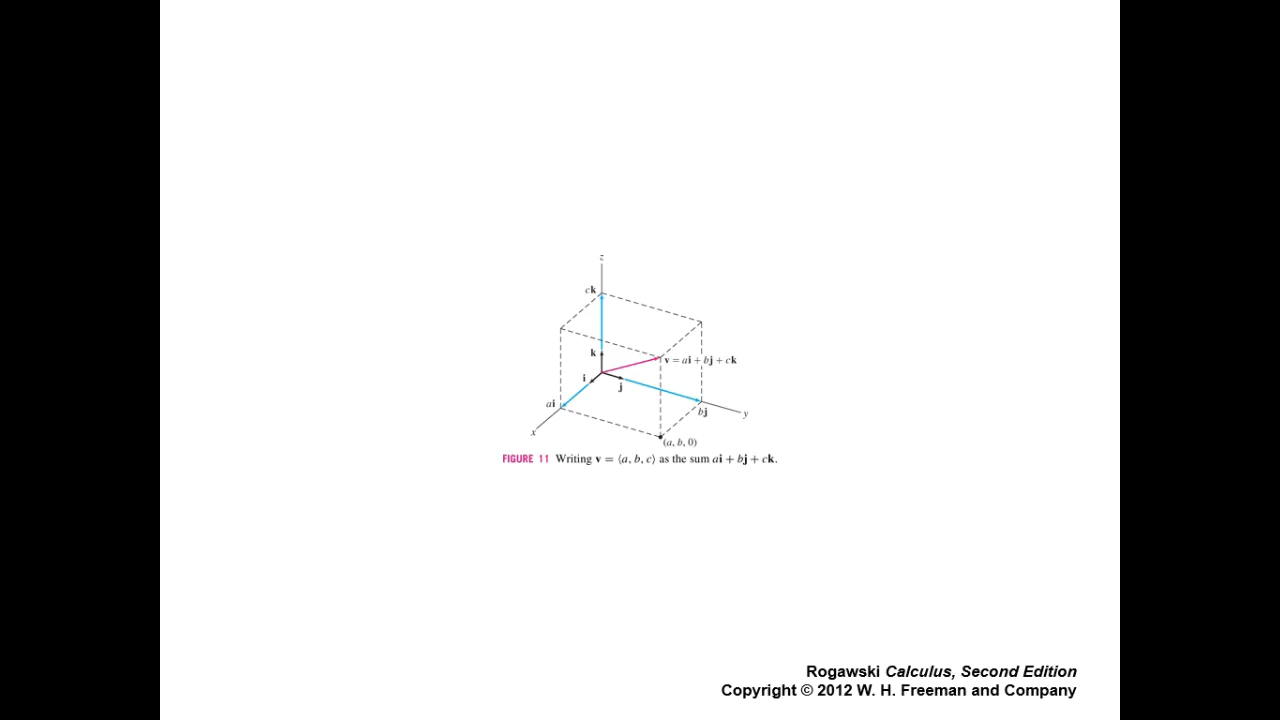 z
ck
k
v = ai + bj + ck
i
j
ai
bj
y
x
(a, b, 0)
FIGURE 11 Writing v = ⟨a, b, c⟩ as the sum ai + bj + ck.
Rogawski Calculus, Second Edition
Copyright © 2012 W. H. Freeman and Company